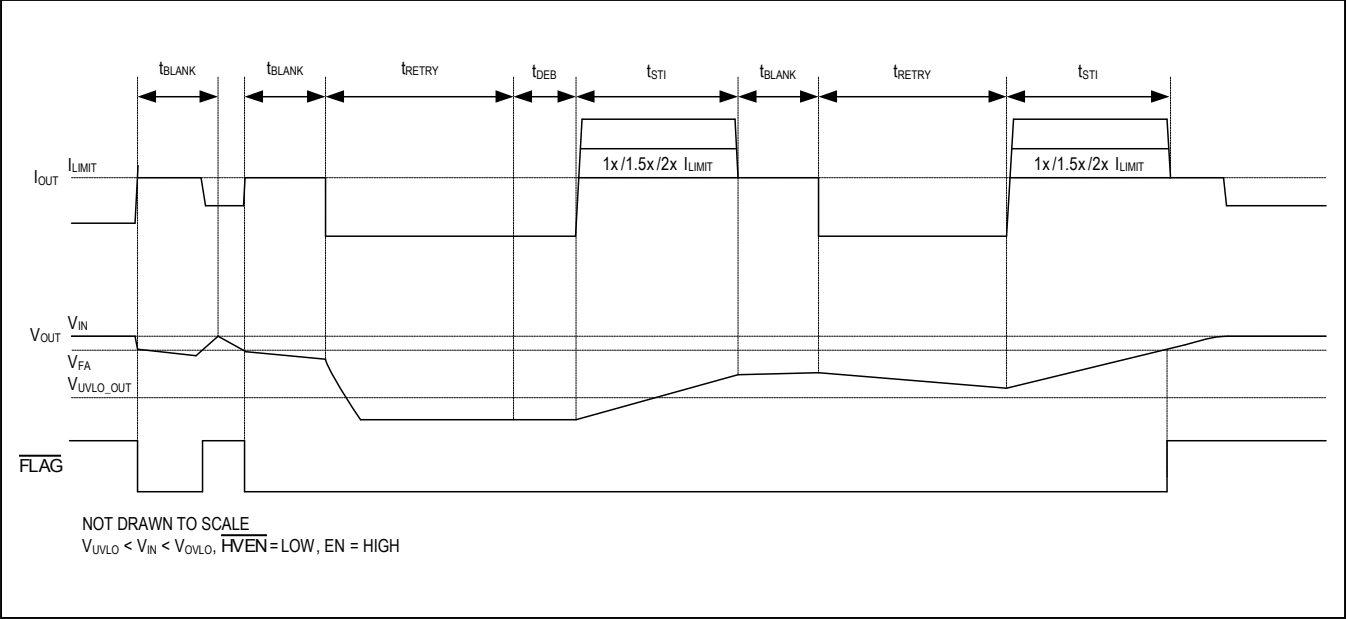 tBLANK tBLANK tRETRY tDEB tSTI tBLANK tRETRY tSTI
ILIMIT
IOUT
1x/1.5x/2x ILIMIT 1x/1.5x/2x ILIMIT
VIN
VOUT
VFA
VUVLO_OUT
FLAG
NOT DRAWN TO SCALE
VUVLO < VIN < VOVLO, HVEN = LOW, EN = HIGH